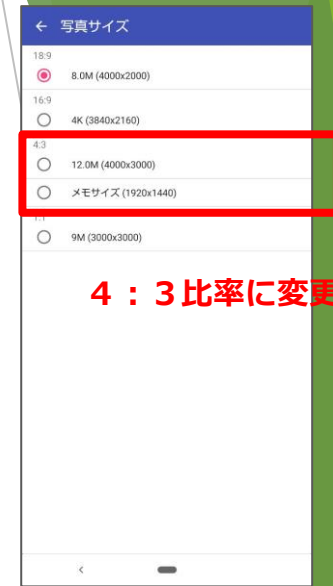 ← 写真サイズ
18:9
8.0M (4000x2000)
16:9
4K (3840x2160)
4:3
12.0M (4000x3000)
メモサイズ (1920x1440)
1:1
9M (3000x3000)
４：３比率に変更